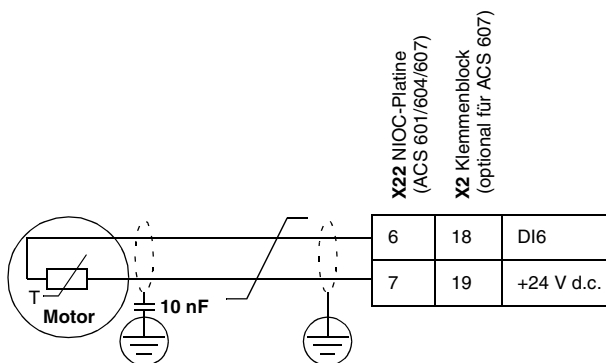 X22 NIOC-Platine
(ACS 601/604/607)
X2 Klemmenblock
(optional für ACS 607)
6 18 DI6
7 19 +24 V d.c.
T
Motor
10 nF